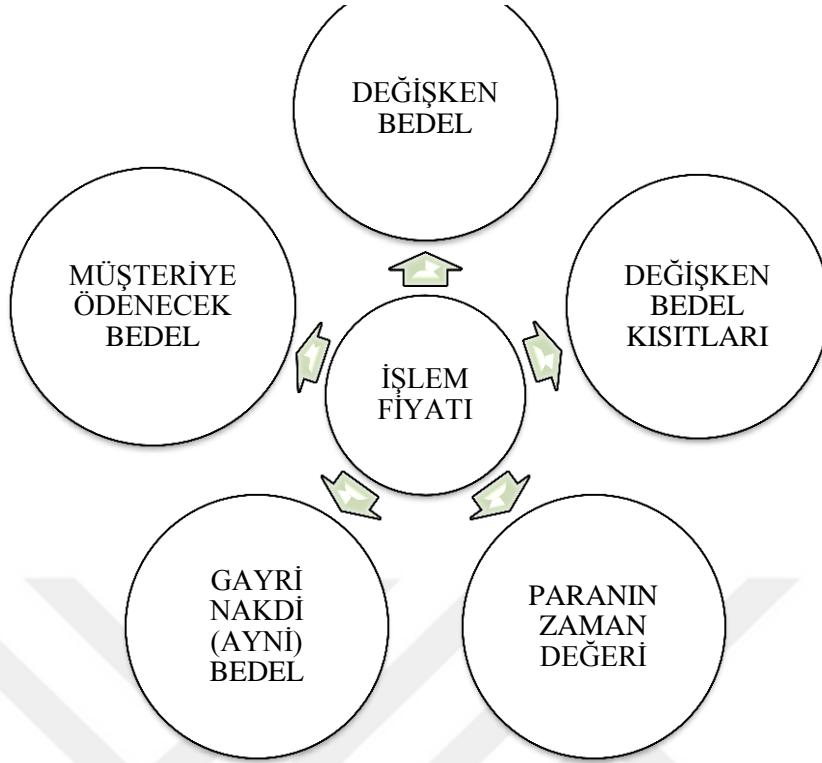 DEĞİŞKEN
BEDEL
MÜŞTERİYE
ÖDENECEK
BEDEL
DEĞİŞKEN
BEDEL
KISITLARI
İŞLEM
FİYATI
GAYRİ
NAKDİ
(AYNİ)
BEDEL
PARANIN
ZAMAN
DEĞERİ